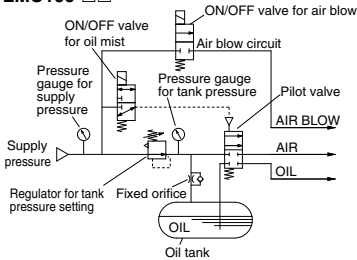 ON/OFF valve
for oil mist
ON/OFF valve for air blow
Air blow circuit
Pressure
gauge for
supply
pressure
Pressure gauge
for tank pressure
Pilot valve
AIR BLOW
Supply
pressure
AIR
OIL
Regulator for tank
pressure setting
Fixed orifice
OIL
Oil tank